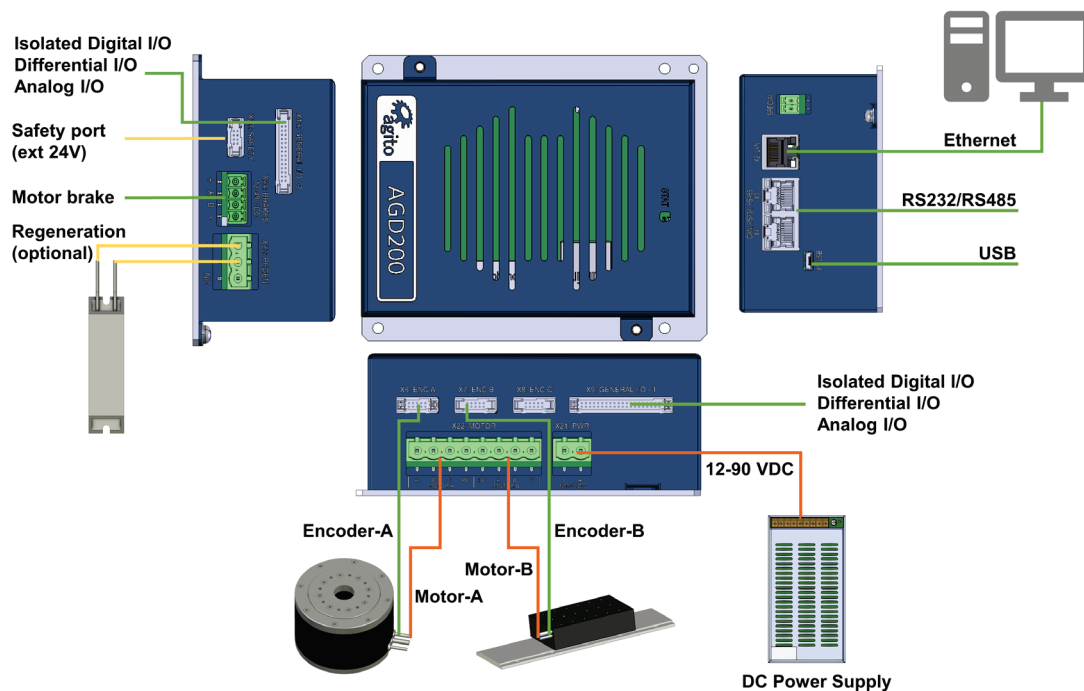 Isolated Digital I/O
Differential I/O
Analog I/O
Safety port
(ext 24V)
Motor brake
Regeneration
(optional)
agito
AGD200
STAT
Ethernet
RS232/RS485
USB
X6 ENC A
X7 ENC B
X8 ENC C
X9 GENERAL
X22 MOTOR
X21 PWR
Isolated Digital I/O
Differential I/O
Analog I/O
12-90 VDC
Encoder-A
Encoder-B
Motor-B
Motor-A
DC Power Supply